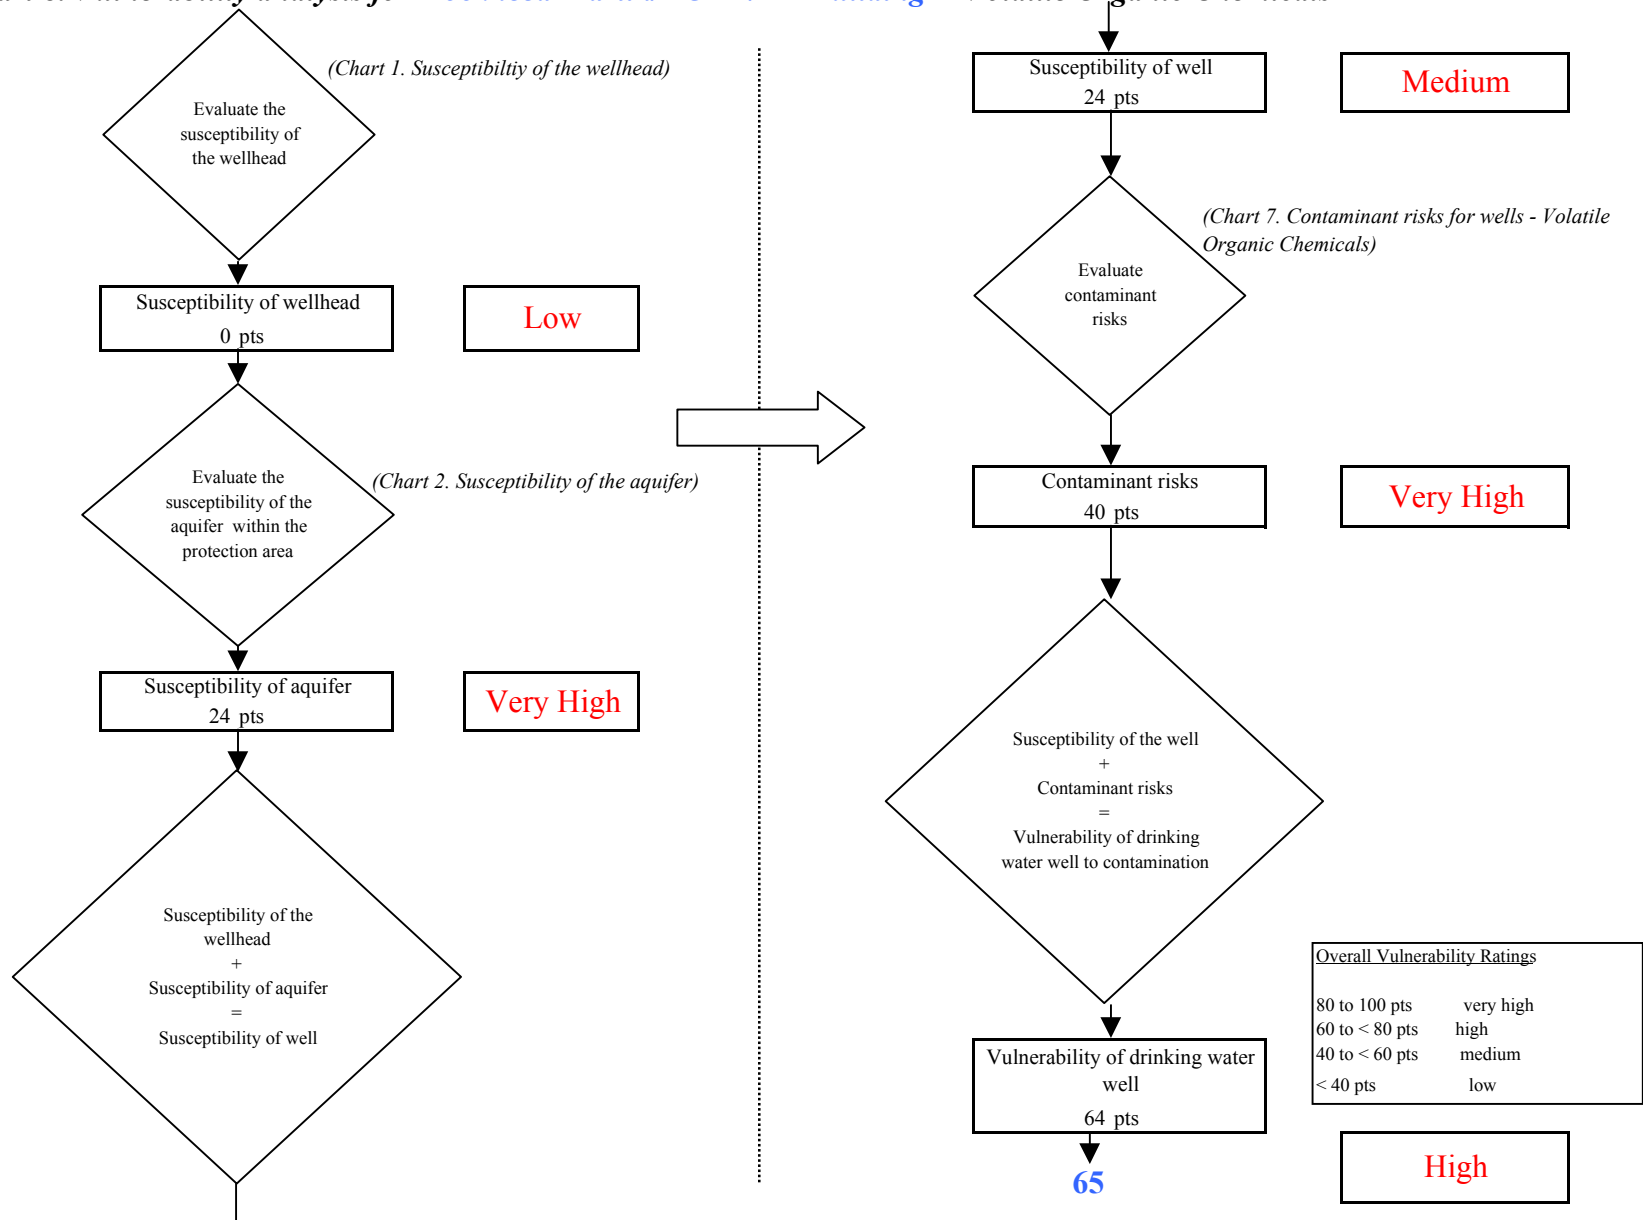 Volatile Organic Chemicals
(Chart 1. Susceptibiltiy of the wellhead)
Evaluate the
susceptibility of
the wellhead
Susceptibility of wellhead
0 pts
Low
Evaluate the
susceptibility of the
aquifer within the
protection area
(Chart 2. Susceptibility of the aquifer)
Susceptibility of aquifer
24 pts
Very High
Susceptibility of the
wellhead
+
Susceptibility of aquifer
=
Susceptibility of well
Susceptibility of well
24 pts
Medium
(Chart 7. Contaminant risks for wells - Volatile
Organic Chemicals)
Evaluate
contaminant
risks
Contaminant risks
40 pts
Very High
Susceptibility of the well
+
Contaminant risks
=
Vulnerability of drinking
water well to contamination
Overall Vulnerability Ratings
80 to 100 pts very high
60 to < 80 pts high
40 to < 60 pts medium
< 40 pts low
Vulnerability of drinking water
well
64 pts
65
High